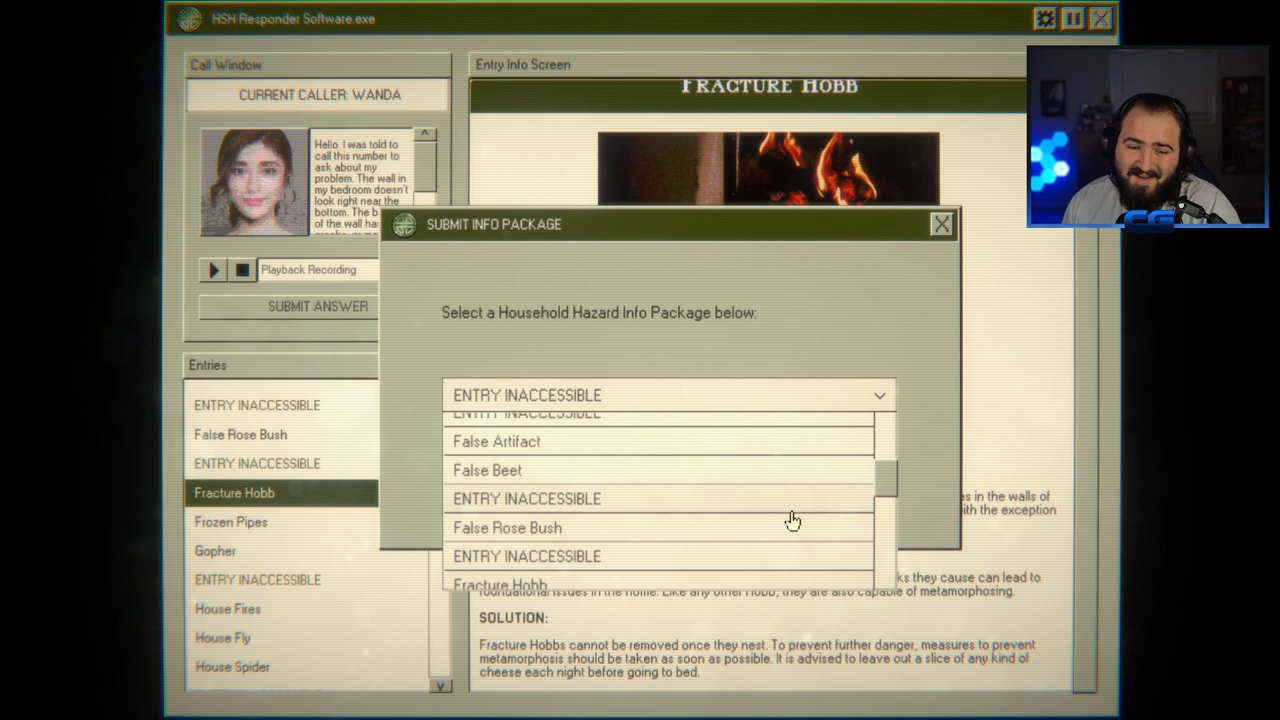 HSH Responder Software.exe
Call Window
CURRENT CALLER: WANDA
Hello. I was told to
call this number to
ask about my
problem. The wall in
my bedroom doesn't
look right near the
bottom. The b
of the wall ha
Playback Recording
SUBMIT ANSWER
Entries
ENTRY INACCESSIBLE
False Rose Bush
ENTRY INACCESSIBLE
Fracture Hobb
Frozen Pipes
Gopher
ENTRY INACCESSIBLE
House Fires
House Fly
House Spider
Entry Info Screen
FRACTURE HOBB
SUBMIT INFO PACKAGE
Select a Household Hazard Info Package below:
ENTRY INACCESSIBLE
ENTRY INACCESSIBLE
False Artifact
False Beet
ENTRY INACCESSIBLE
False Rose Bush
ENTRY INACCESSIBLE
Fracture Hobb
es in the walls of
ith the exception
ks they cause can lead to
foundational issues in the home. Like any other Hobb, they are also capable of metamorphosing.
SOLUTION:
Fracture Hobbs cannot be removed once they nest. To prevent further danger, measures to prevent
metamorphosis should be taken as soon as possible. It is advised to leave out a slice of any kind of
cheese each night before going to bed.
CG